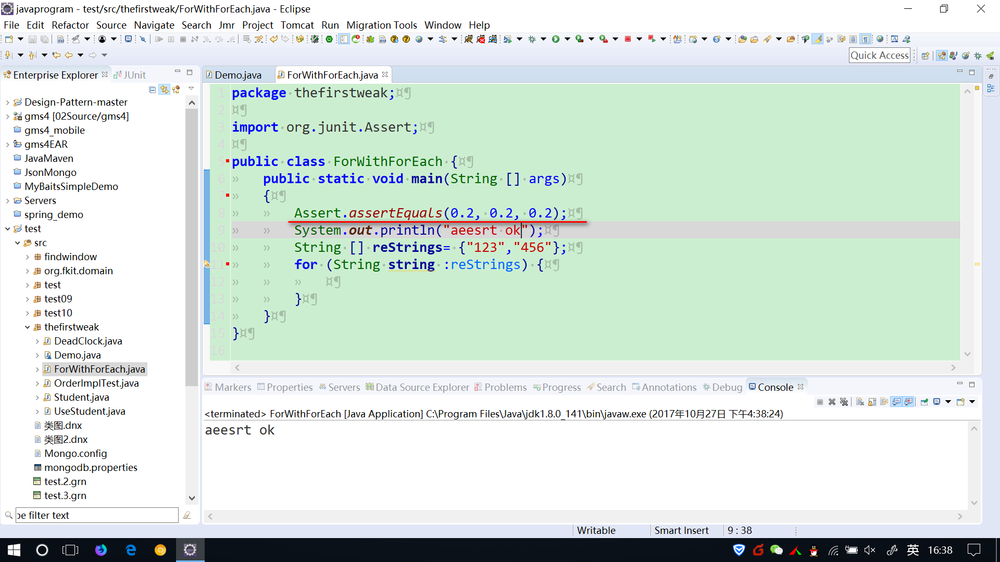 javaprogram - test/src/thefirstweak/ForWithForEach.java - Eclipse
File Edit Refactor Source Navigate Search Jmr Project Tomcat Run Migration Tools Window Help
Quick Access
Enterprise Explorer JUnit
Design-Pattern-master
gms4 [02Source/gms4]
gms4_mobile
gms4EAR
JavaMaven
JsonMongo
MyBaitsSimpleDemo
Servers
spring_demo
test
src
findwindow
org.fkit.domain
test
test09
test10
thefirstweak
DeadClock.java
Demo.java
ForWithForEach.java
OrderImplTest.java
Student.java
UseStudent.java
类图.dnx
类图2.dnx
Mongo.config
mongodb.properties
test.2.grn
test.3.grn
pe filter text
Demo.java ForWithForEach.java
1 package thefirstweak;¤¶
2 ¤¶
3 import org.junit.Assert;¤¶
4 ¤¶
5 public class ForWithForEach {¤¶
6 » public static void main(String [] args)¤¶
7 » {¤¶
8 » » Assert.assertEquals(0.2, 0.2, 0.2);¤¶
9 » » System.out.println("aeesrt ok");¤¶
10 » » String [] reStrings= {"123","456"};¤¶
11 » » for (String string :reStrings) {¤¶
12 » » » ¤¶
13 » » }¤¶
14 » }¤¶
15 }¤¶
16
Markers Properties Servers Data Source Explorer Problems Progress Search Annotations Debug Console
<terminated> ForWithForEach [Java Application] C:\Program Files\Java\jdk1.8.0_141\bin\javaw.exe (2017年10月27日 下午4:38:24)
aeesrt ok
Writable Smart Insert 9 : 38
英 16:38